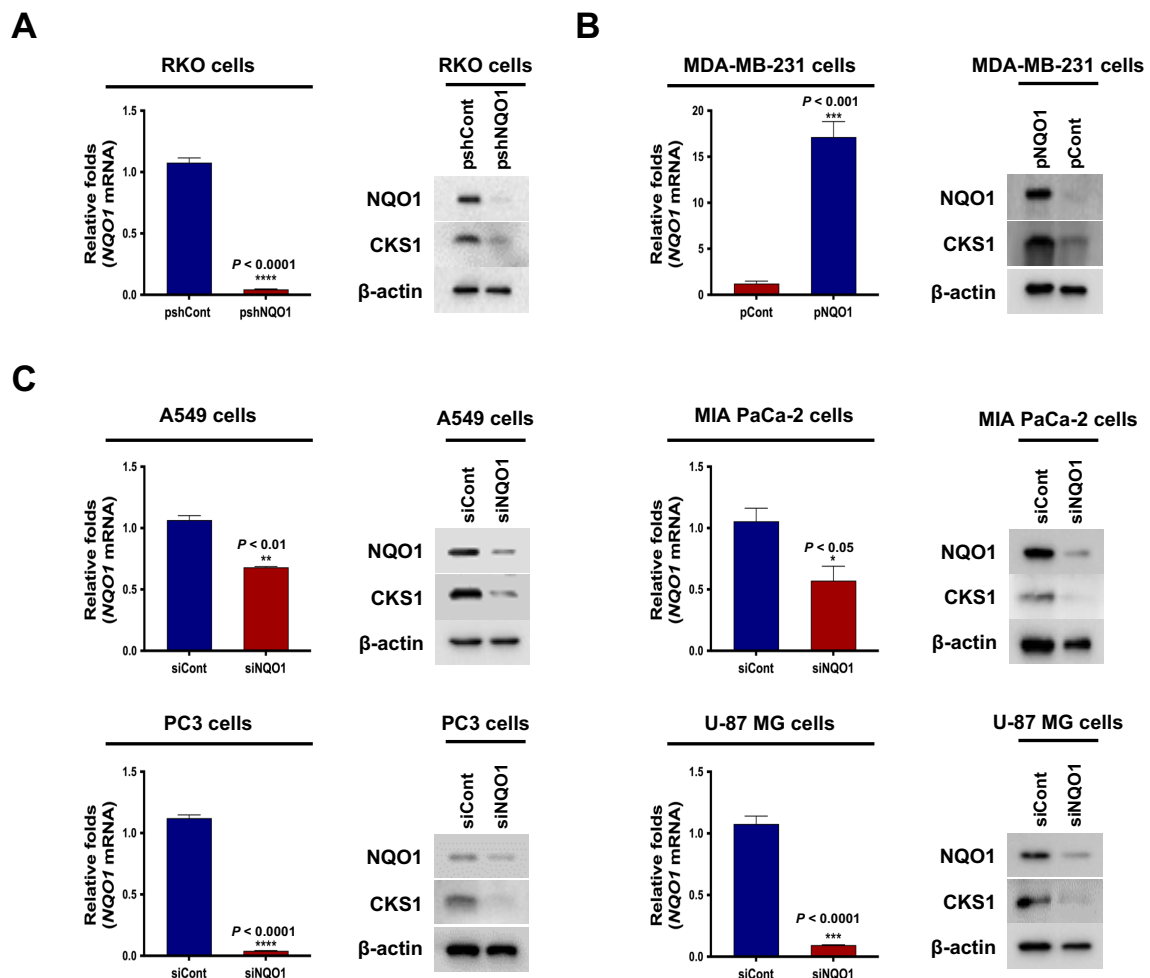 A
RKO cells
Relative folds
(NQO1 mRNA)
1.5
1.0
0.5
0.0
P < 0.0001
****
pshCont
pshNQO1
RKO cells
pshCont
pshNQO1
NQO1
CKS1
β-actin
B
MDA-MB-231 cells
Relative folds
(NQO1 mRNA)
20
15
10
5
0
P < 0.001
***
pCont
pNQO1
MDA-MB-231 cells
pNQO1
pCont
NQO1
CKS1
β-actin
C
A549 cells
Relative folds
(NQO1 mRNA)
1.5
1.0
0.5
0.0
P < 0.01
**
siCont
siNQO1
A549 cells
siCont
siNQO1
NQO1
CKS1
β-actin
MIA PaCa-2 cells
Relative folds
(NQO1 mRNA)
1.5
1.0
0.5
0.0
P < 0.05
*
siCont
siNQO1
MIA PaCa-2 cells
siCont
siNQO1
NQO1
CKS1
β-actin
PC3 cells
Relative folds
(NQO1 mRNA)
1.5
1.0
0.5
0.0
P < 0.0001
****
siCont
siNQO1
PC3 cells
siCont
siNQO1
NQO1
CKS1
β-actin
U-87 MG cells
Relative folds
(NQO1 mRNA)
1.5
1.0
0.5
0.0
P < 0.0001
***
siCont
siNQO1
U-87 MG cells
siCont
siNQO1
NQO1
CKS1
β-actin